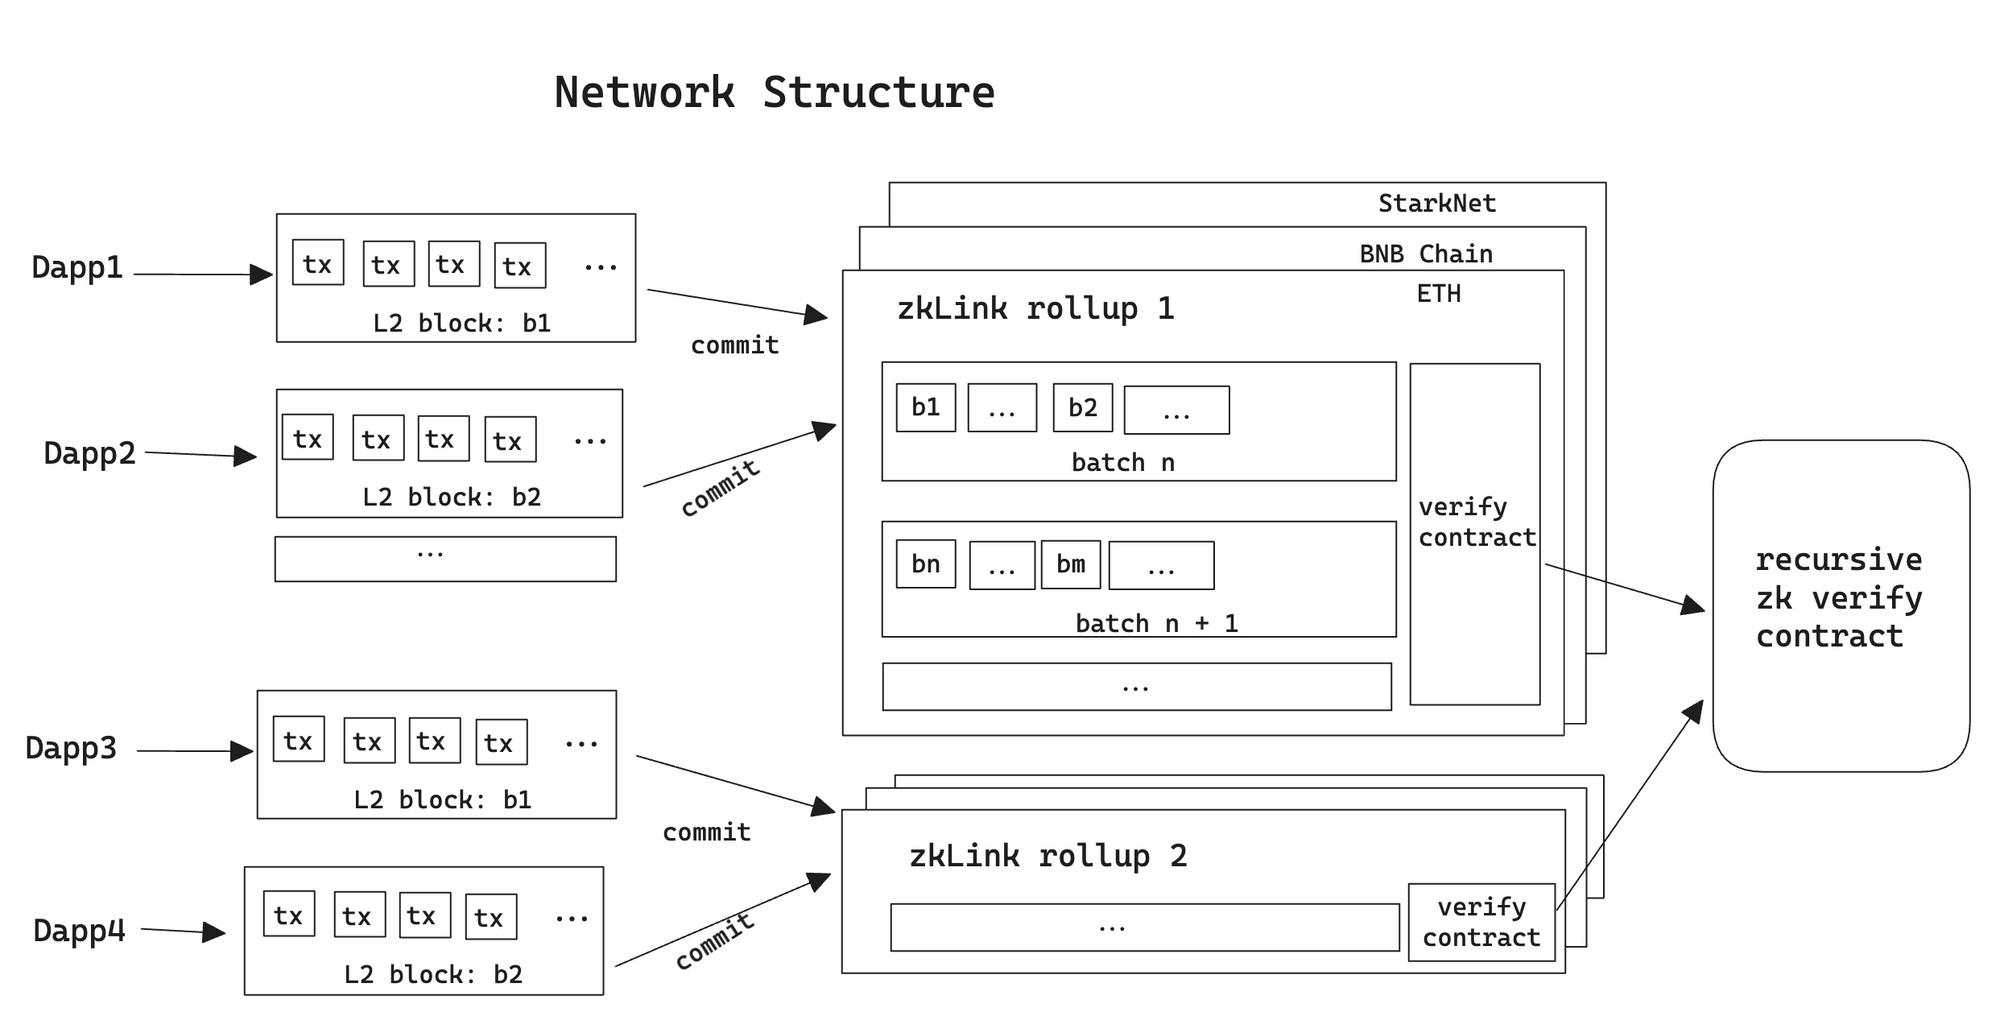 Network Structure
Dapp1
tx tx tx tx ...
L2 block: b1
commit
Dapp2
tx tx tx tx ...
L2 block: b2
commit
...
StarkNet
BNB Chain
ETH
zkLink rollup 1
b1 ... b2 ...
batch n
bn ... bm ...
batch n + 1
...
verify
contract
recursive
zk verify
contract
Dapp3
tx tx tx tx ...
L2 block: b1
commit
Dapp4
tx tx tx tx ...
L2 block: b2
commit
zkLink rollup 2
...
verify
contract